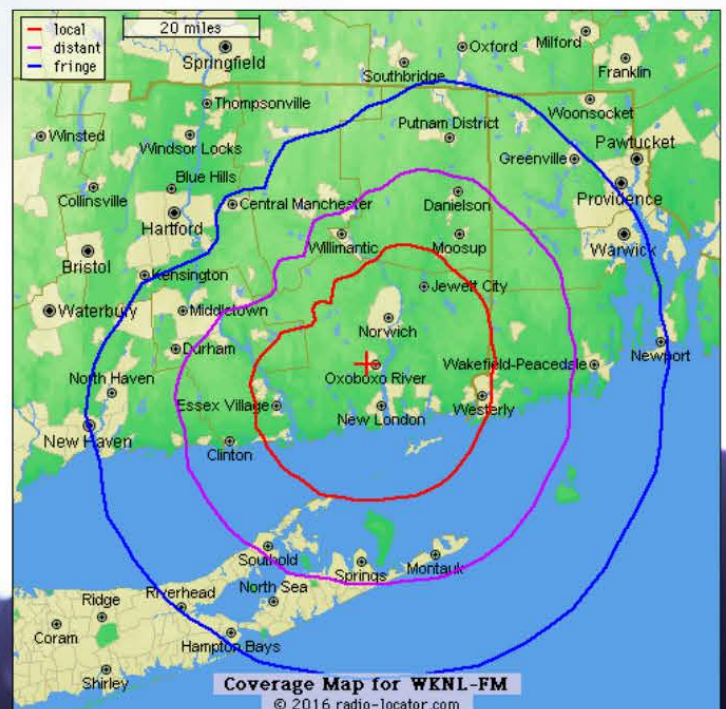 local
distant
fringe
20 miles
Springfield
Southbridge
Oxford
Milford
Franklin
Thompsonville
Woonsocket
Winsted
Windsor Locks
Putnam District
Pawtucket
Greenville
Blue Hills
Collinsville
Central Manchester
Danielson
Providence
Hartford
Willimantic
Moosup
Warwick
Bristol
Kensington
Jewett City
Waterbury
Middletown
Norwich
Newport
Durham
North Haven
Oxoboxo River
Wakefield-Peacedale
Essex Village
New London
Westerly
New Haven
Clinton
Southold
Springs
Montauk
Riverhead
North Sea
Ridge
Coram
Hampton Bays
Shirley
Coverage Map for WKNL-FM
© 2016 radio-locator.com